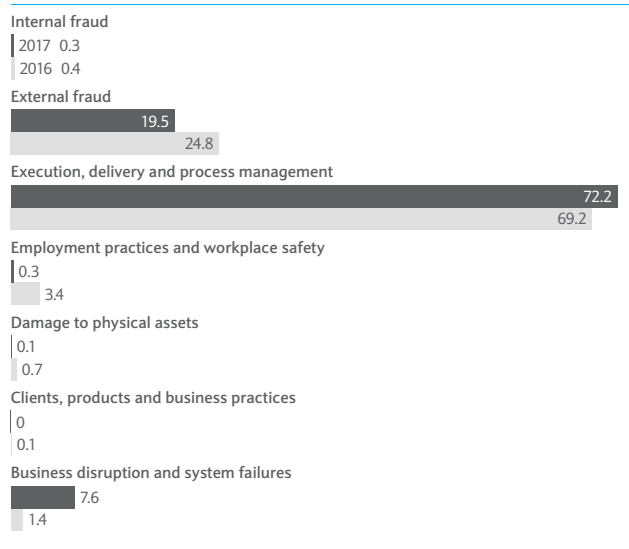 Internal fraud
2017 0.3
2016 0.4
External fraud
19.5
24.8
Execution, delivery and process management
72.2
69.2
Employment practices and workplace safety
0.3
3.4
Damage to physical assets
0.1
0.7
Clients, products and business practices
0
0.1
Business disruption and system failures
7.6
1.4